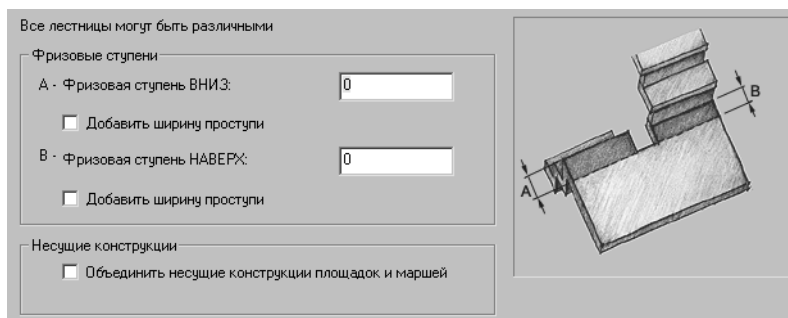 Все лестницы могут быть различными
Фризовые ступени
А - Фризовая ступень ВНИЗ:
0
Добавить ширину проступи
В - Фризовая ступень НАВЕРХ:
0
Добавить ширину проступи
Несущие конструкции
Объединить несущие конструкции площадок и маршей
B
A